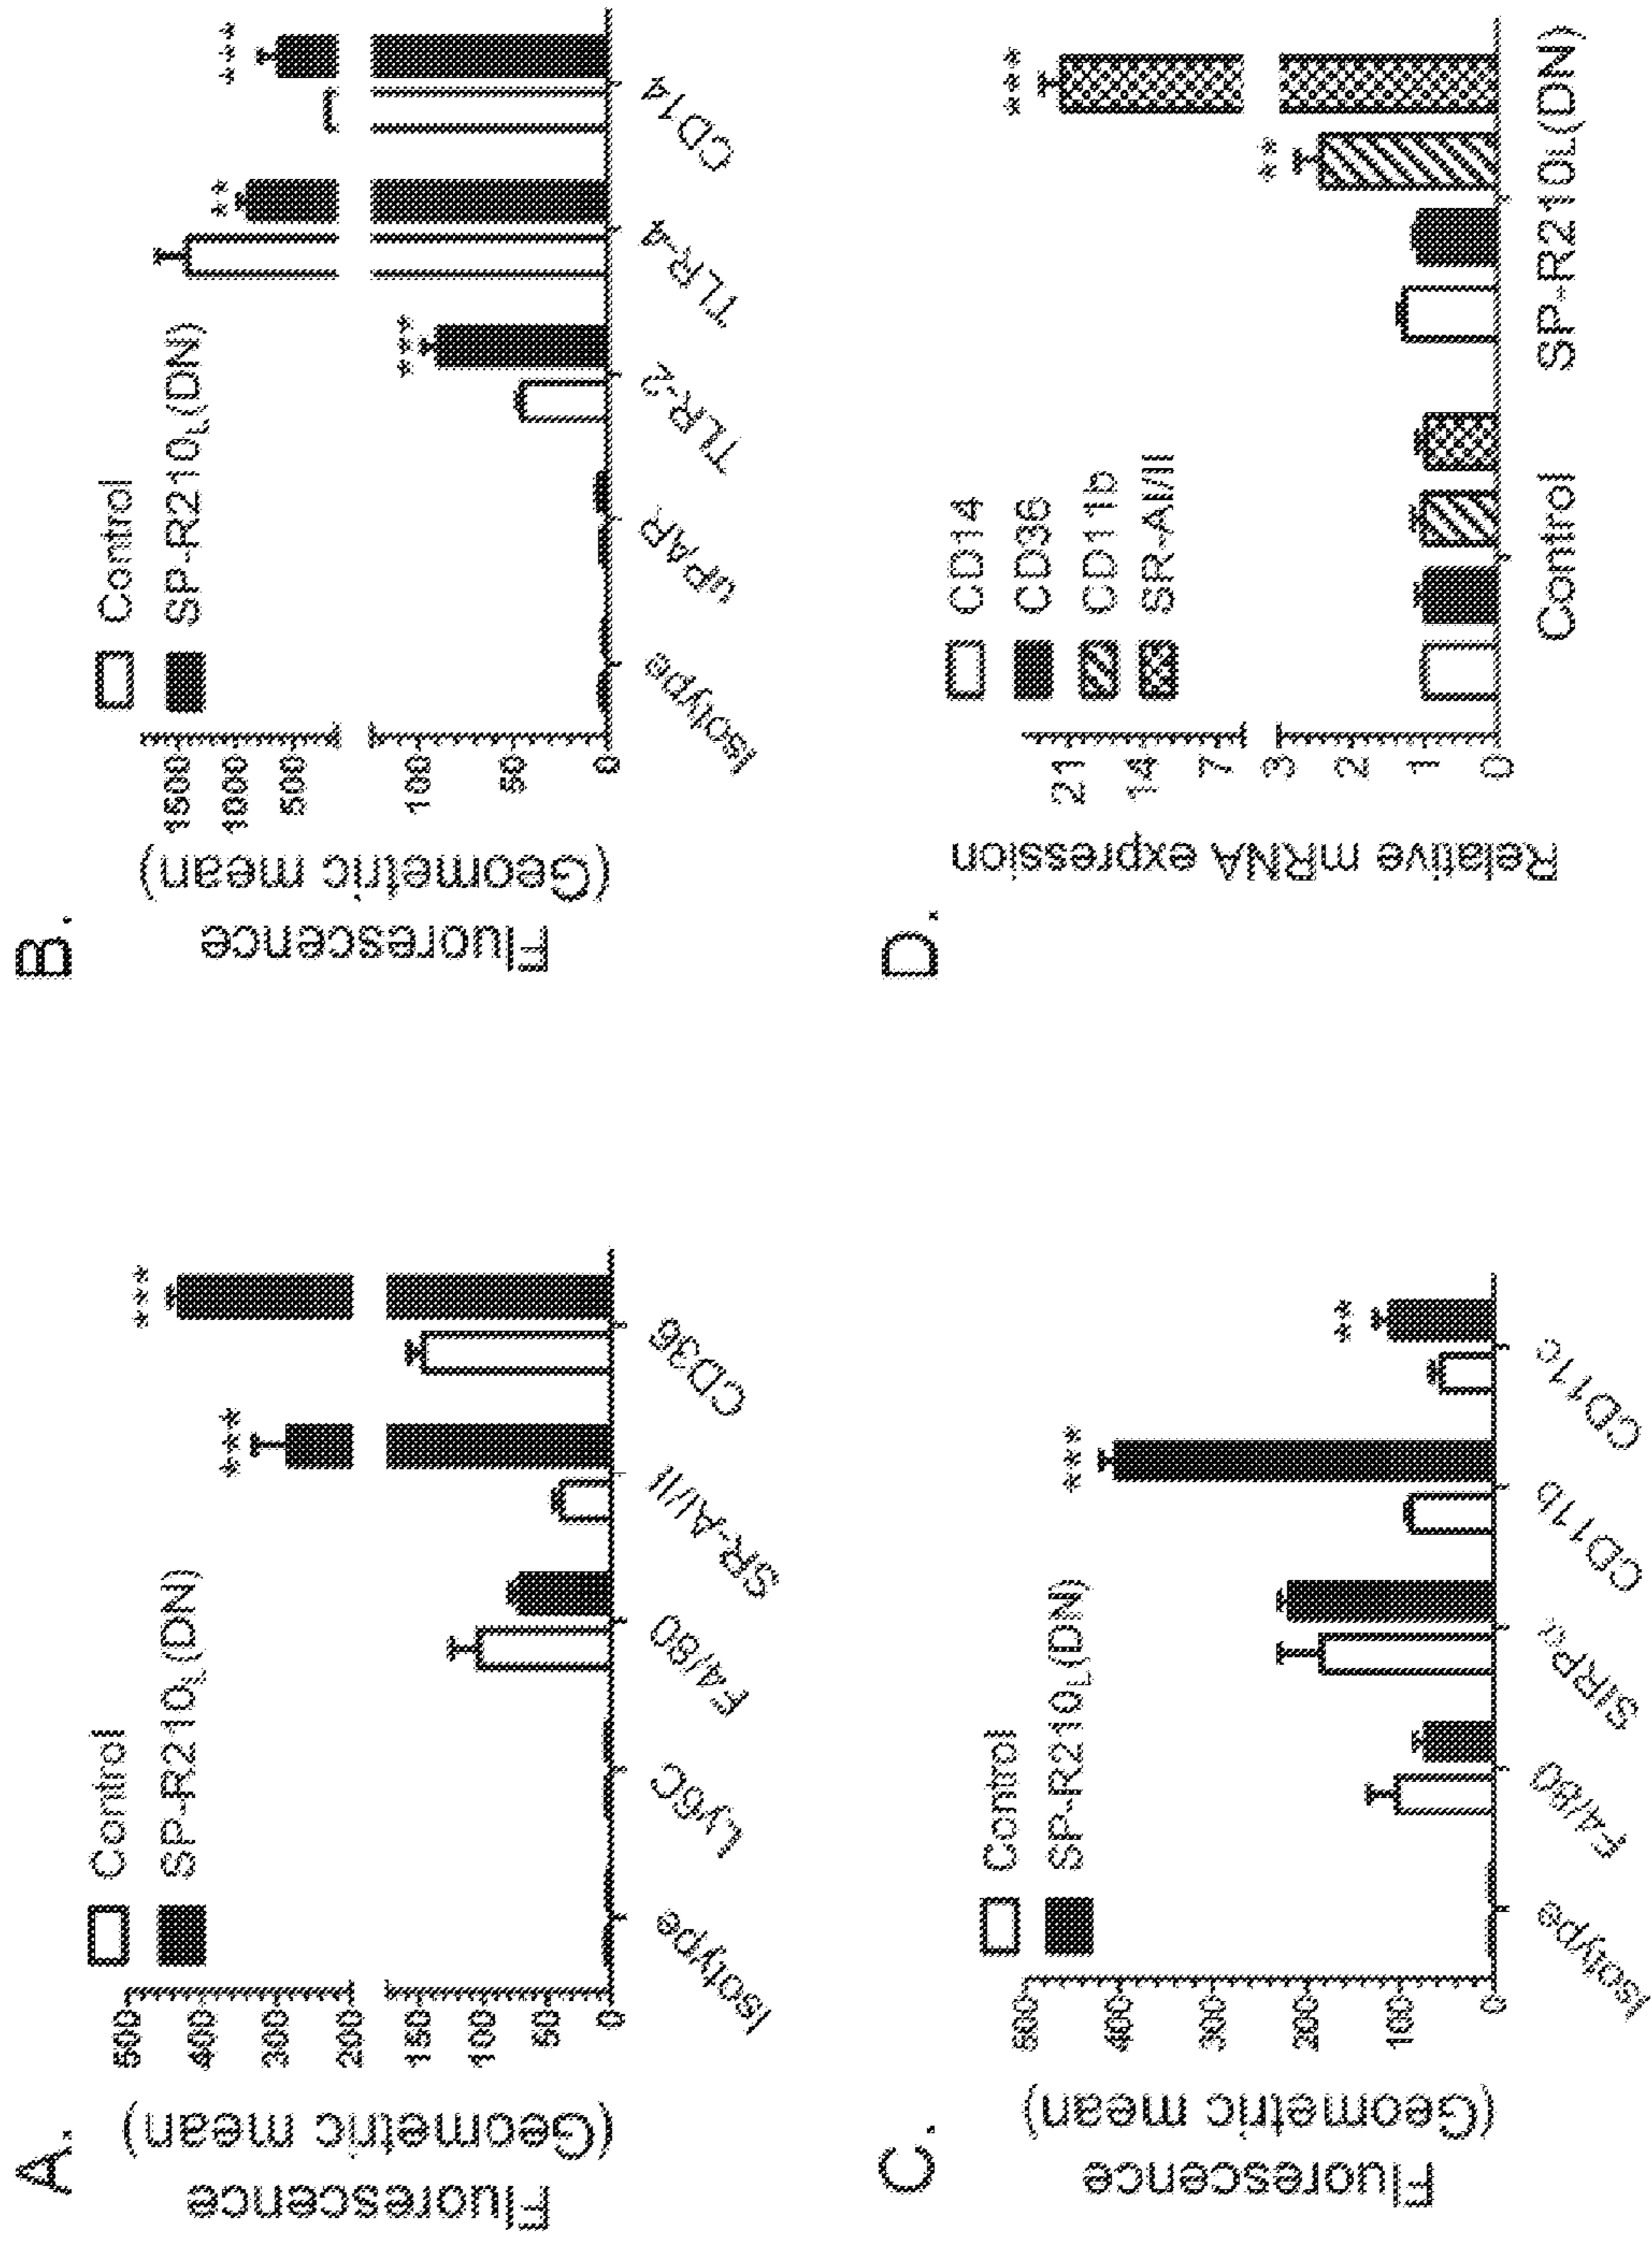 A.
Fluorescence
(Geometric mean)
500
400
300
200
150
100
50
0
Control
SP-R210L(DN)
Isotype
Ly6C
F4/80
SR-AI/II
CD36
***
***
B.
Fluorescence
(Geometric mean)
1500
1000
500
100
50
0
Control
SP-R210L(DN)
Isotype
uPAR
TLR-2
TLR-4
CD14
***
**
***
C.
Fluorescence
(Geometric mean)
500
400
300
200
100
0
Control
SP-R210L(DN)
Isotype
F4/80
SIRPα
CD11b
CD11c
***
**
D.
Relative mRNA expression
21
14
7
3
2
1
0
CD14
CD36
CD11b
SR-AI/II
Control
SP-R210L(DN)
**
***